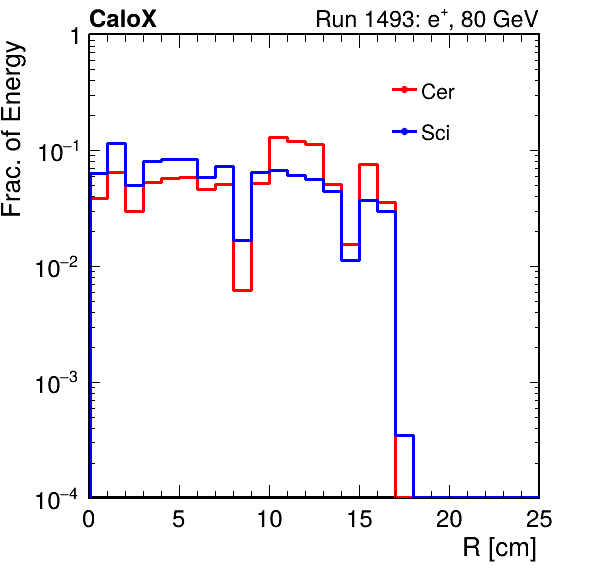 CaloX Run 1493: e⁺, 80 GeV
Frac. of Energy
Cer
Sci
1
10⁻¹
10⁻²
10⁻³
10⁻⁴
0 5 10 15 20 25
R [cm]